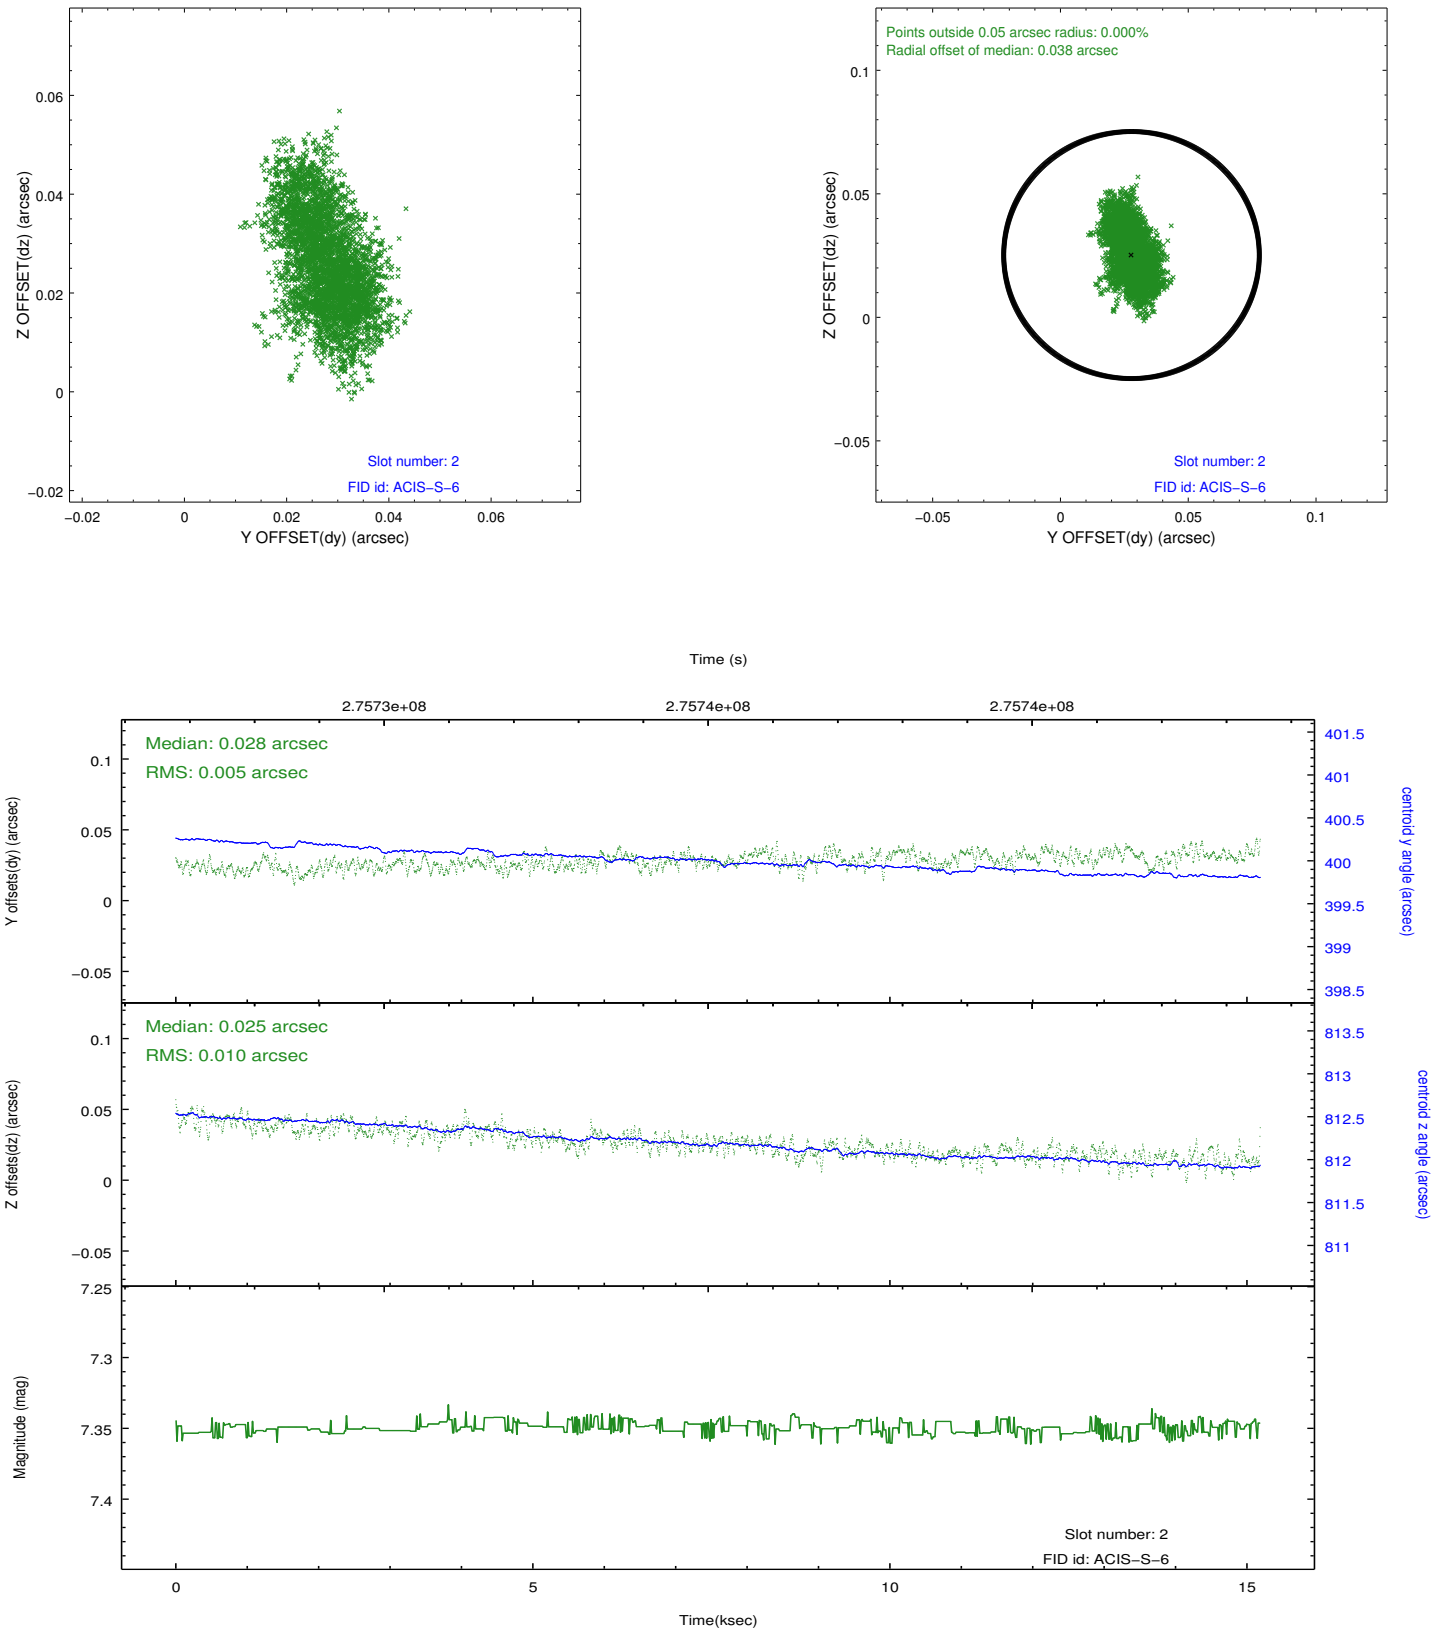 0.06
0.04
0.02
0
−0.02
Z OFFSET(dz) (arcsec)
Slot number: 2
FID id: ACIS−S−6
−0.02 0 0.02 0.04 0.06
Y OFFSET(dy) (arcsec)
Points outside 0.05 arcsec radius: 0.000%
Radial offset of median: 0.038 arcsec
0.1
0.05
0
−0.05
Z OFFSET(dz) (arcsec)
Slot number: 2
FID id: ACIS−S−6
−0.05 0 0.05 0.1
Y OFFSET(dy) (arcsec)
Time (s)
2.7573e+08 2.7574e+08 2.7574e+08
Median: 0.028 arcsec
RMS: 0.005 arcsec
0.1
0.05
0
−0.05
Y offsets(dy) (arcsec)
401.5
401
400.5
400
399.5
399
398.5
centroid y angle (arcsec)
Median: 0.025 arcsec
RMS: 0.010 arcsec
0.1
0.05
0
−0.05
Z offsets(dz) (arcsec)
813.5
813
812.5
812
811.5
811
centroid z angle (arcsec)
7.25
7.3
7.35
7.4
Magnitude (mag)
Slot number: 2
FID id: ACIS−S−6
0 5 10 15
Time(ksec)